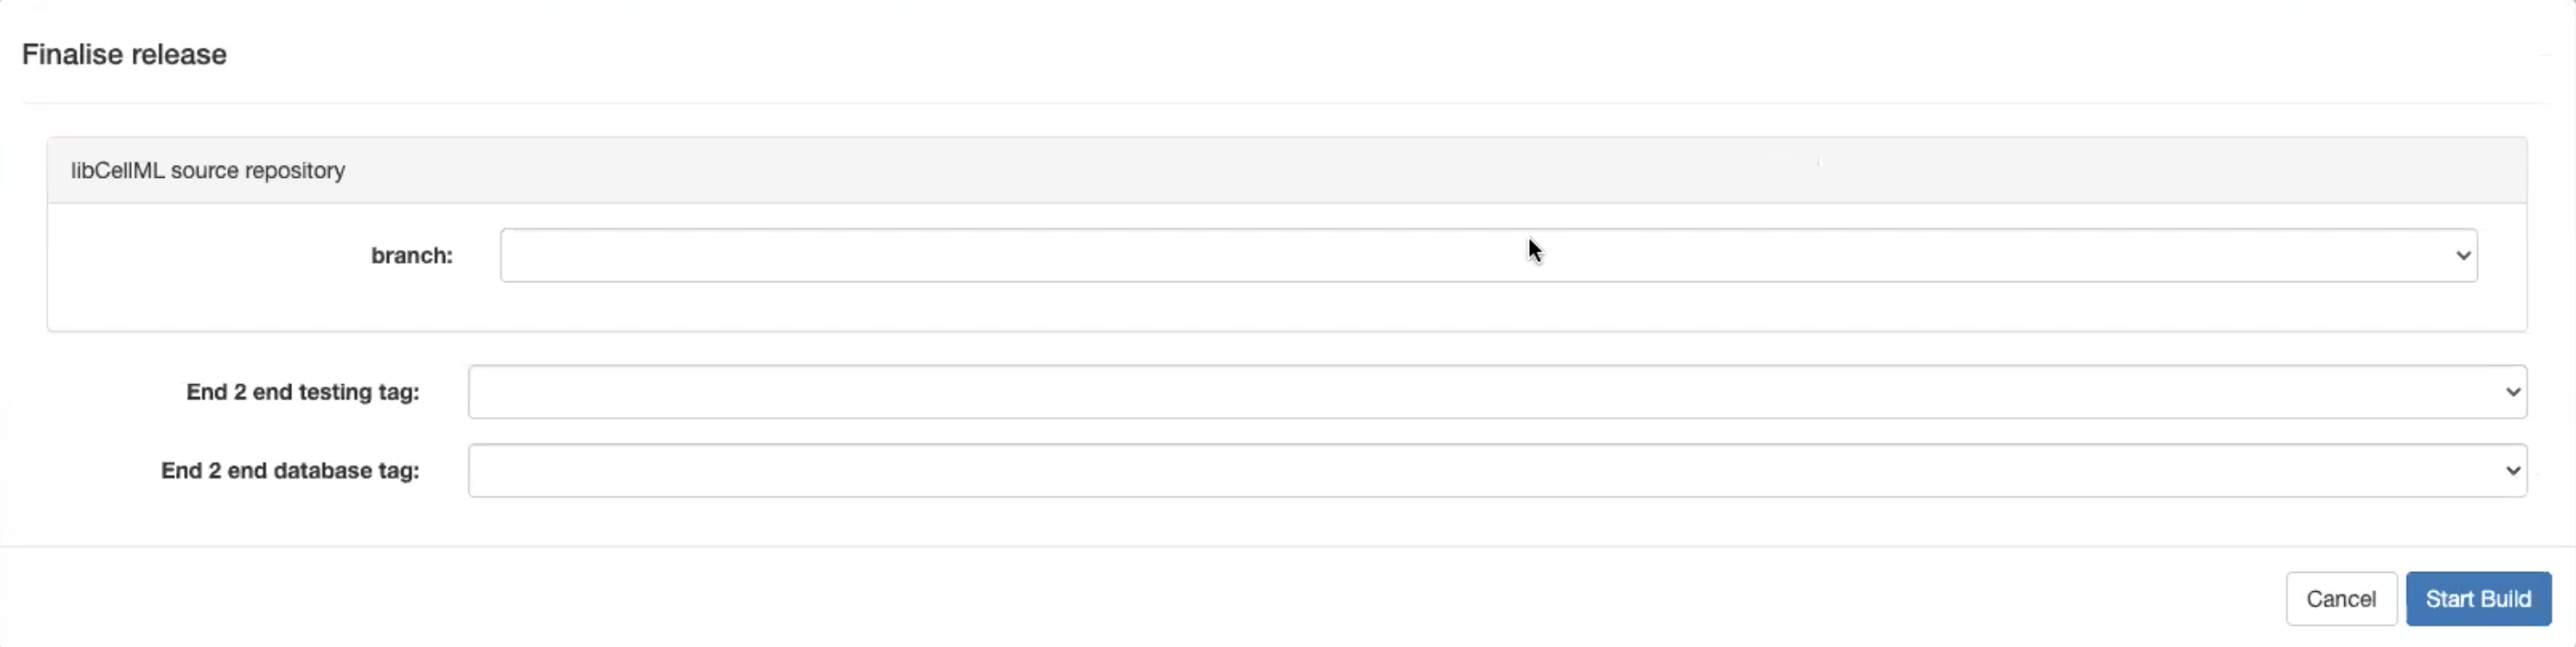 Finalise release
libCellML source repository
branch:
End 2 end testing tag:
End 2 end database tag:
Cancel
Start Build